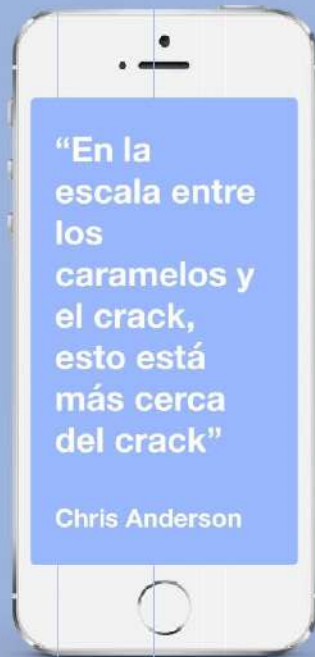 “En la
escala entre
los
caramelos y
el crack,
esto está
más cerca
del crack”
Chris Anderson